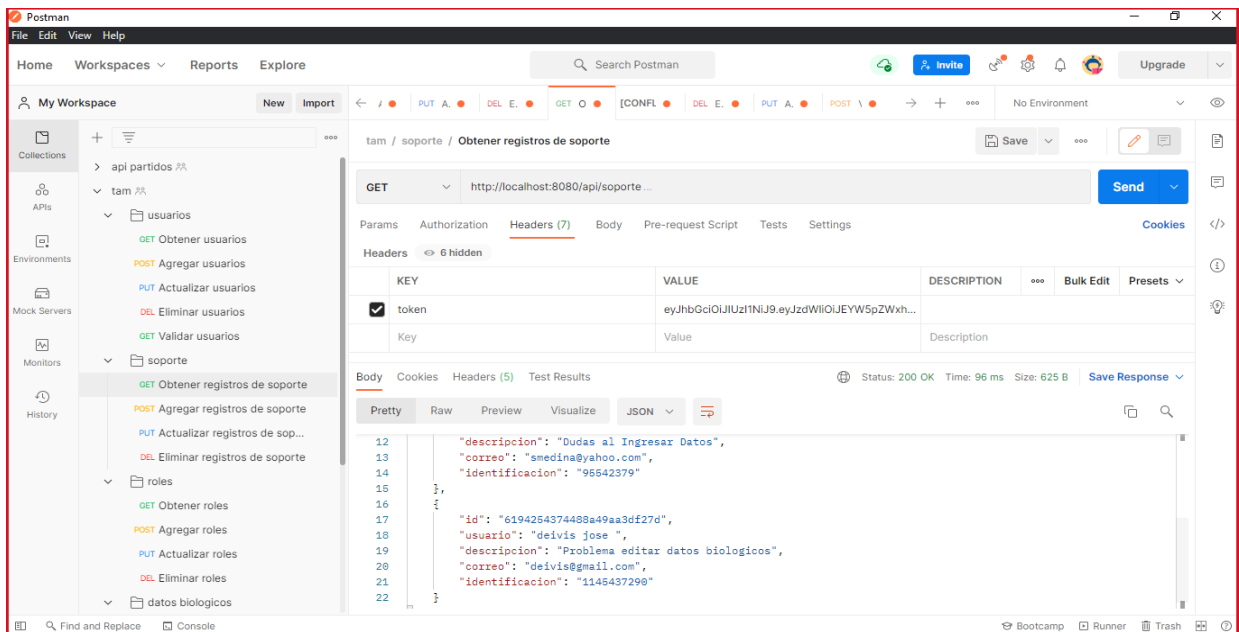 Postman
File Edit View Help
Home Workspaces Reports Explore
Search Postman
Invite
Upgrade
My Workspace
New Import
PUT A.
DEL E.
GET O
[CONFL
DEL E.
PUT A.
POST \
No Environment
Collections
APIs
Environments
Mock Servers
Monitors
History
api partidos
tam
usuarios
GET Obtener usuarios
POST Agregar usuarios
PUT Actualizar usuarios
DEL Eliminar usuarios
GET Validar usuarios
soporte
GET Obtener registros de soporte
POST Agregar registros de soporte
PUT Actualizar registros de sop...
DEL Eliminar registros de soporte
roles
GET Obtener roles
POST Agregar roles
PUT Actualizar roles
DEL Eliminar roles
datos biologicos
tam / soporte / Obtener registros de soporte
Save
GET http://localhost:8080/api/soporte ...
Send
Params Authorization Headers (7) Body Pre-request Script Tests Settings Cookies
Headers 6 hidden
KEY VALUE DESCRIPTION Bulk Edit Presets
token eyJhbGciOiJIUzI1NiJ9.eyJzdWIiOiJEYW5pZWxh...
Key Value Description
Body Cookies Headers (5) Test Results Status: 200 OK Time: 96 ms Size: 625 B Save Response
Pretty Raw Preview Visualize JSON
12 "descripcion": "Dudas al Ingresar Datos",
13 "correo": "smedina@yahoo.com",
14 "identificacion": "95542379"
15 },
16 {
17 "id": "6194254374488a49aa3df27d",
18 "usuario": "deivis jose ",
19 "descripcion": "Problema editar datos biologicos",
20 "correo": "deivis@gmail.com",
21 "identificacion": "1145437290"
22 }
Find and Replace Console
Bootcamp Runner Trash